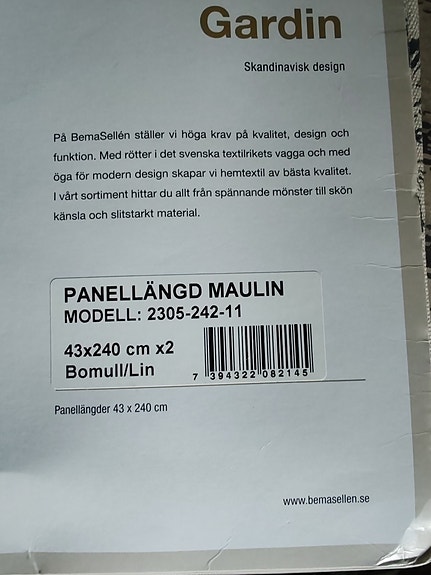 Gardin
Skandinavisk design
På BemaSellén ställer vi höga krav på kvalitet, design och
funktion. Med rötter i det svenska textilrikets vagga och med
öga för modern design skapar vi hemtextil av bästa kvalitet.
I vårt sortiment hittar du allt från spännande mönster till skön
känsla och slitstarkt material.
PANELLÄNGD MAULIN
MODELL: 2305-242-11
43x240 cm x2
Bomull/Lin
7 394322 082145
Panellängder 43 x 240 cm
www.bemasellen.se